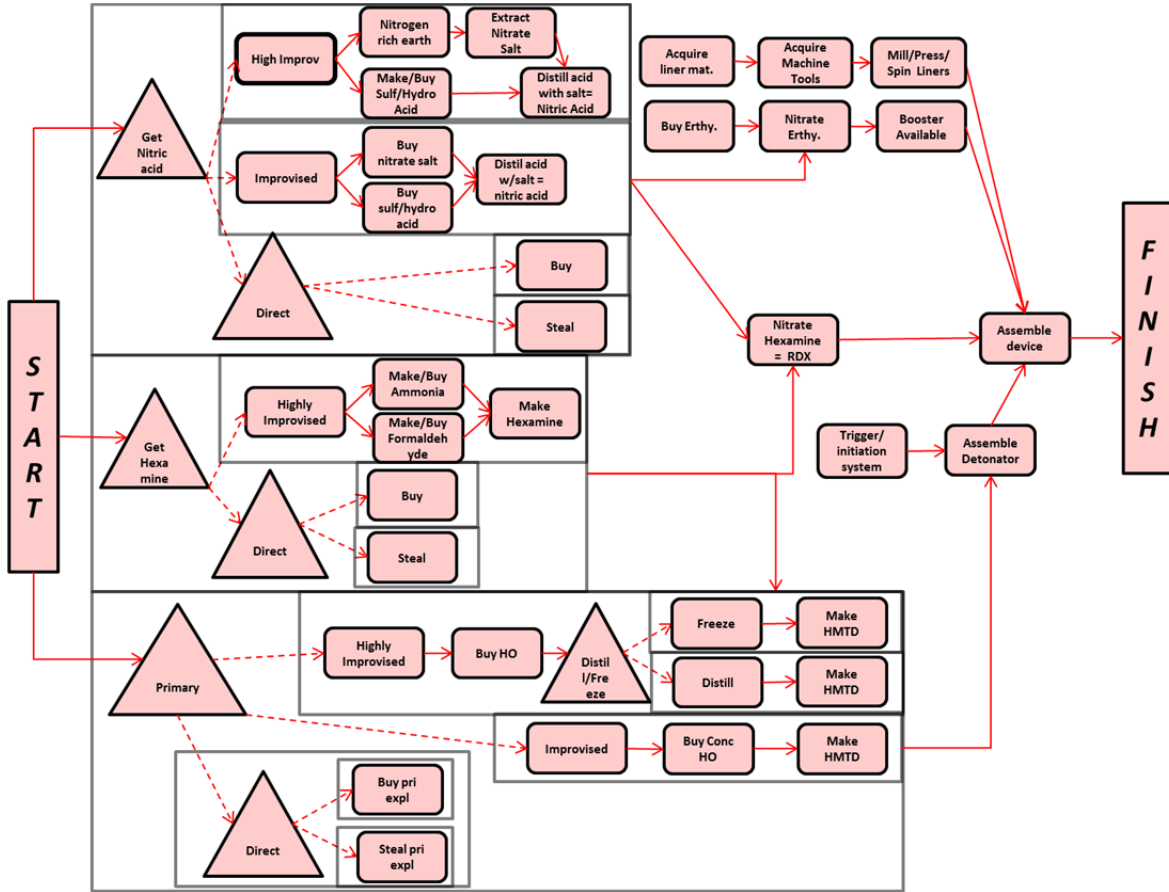 START
Get
Nitric
acid
High Improv
Nitrogen
rich earth
Extract
Nitrate
Salt
Make/Buy
Sulf/Hydro
Acid
Distill acid
with salt=
Nitric Acid
Improvised
Buy
nitrate salt
Buy
sulf/hydro
acid
Distil acid
w/salt =
nitric acid
Direct
Buy
Steal
Acquire
liner mat.
Acquire
Machine
Tools
Mill/Press/
Spin Liners
Buy Erthy.
Nitrate
Erthy.
Booster
Available
Get
Hexa
mine
Highly
Improvised
Make/Buy
Ammonia
Make/Buy
Formaldeh
yde
Make
Hexamine
Direct
Buy
Steal
Nitrate
Hexamine
= RDX
Assemble
device
Trigger/
initiation
system
Assemble
Detonator
Primary
Highly
Improvised
Buy HO
Distil
l/Fre
eze
Freeze
Make
HMTD
Distill
Make
HMTD
Improvised
Buy Conc
HO
Make
HMTD
Direct
Buy pri
expl
Steal pri
expl
FINISH